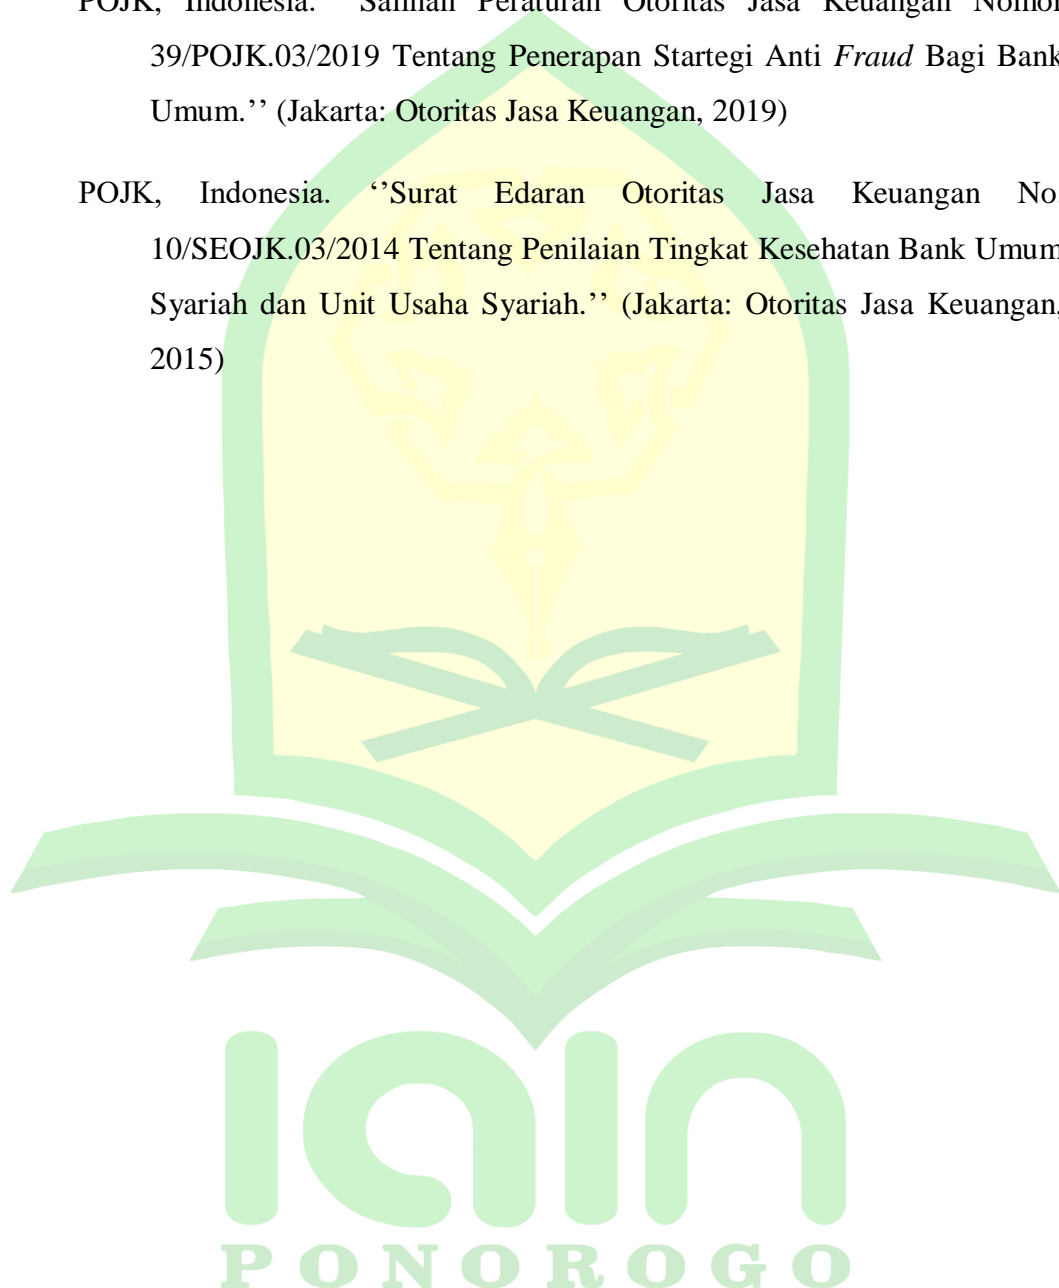 POJK, Indonesia. Salinan Peraturan Otoritas Jasa Keuangan Nomor
39/POJK.03/2019 Tentang Penerapan Startegi Anti Fraud Bagi Bank
Umum.’’ (Jakarta: Otoritas Jasa Keuangan, 2019)
POJK, Indonesia. ‘’Surat Edaran Otoritas Jasa Keuangan No.
10/SEOJK.03/2014 Tentang Penilaian Tingkat Kesehatan Bank Umum
Syariah dan Unit Usaha Syariah.’’ (Jakarta: Otoritas Jasa Keuangan,
2015)
iain
PONOROGO